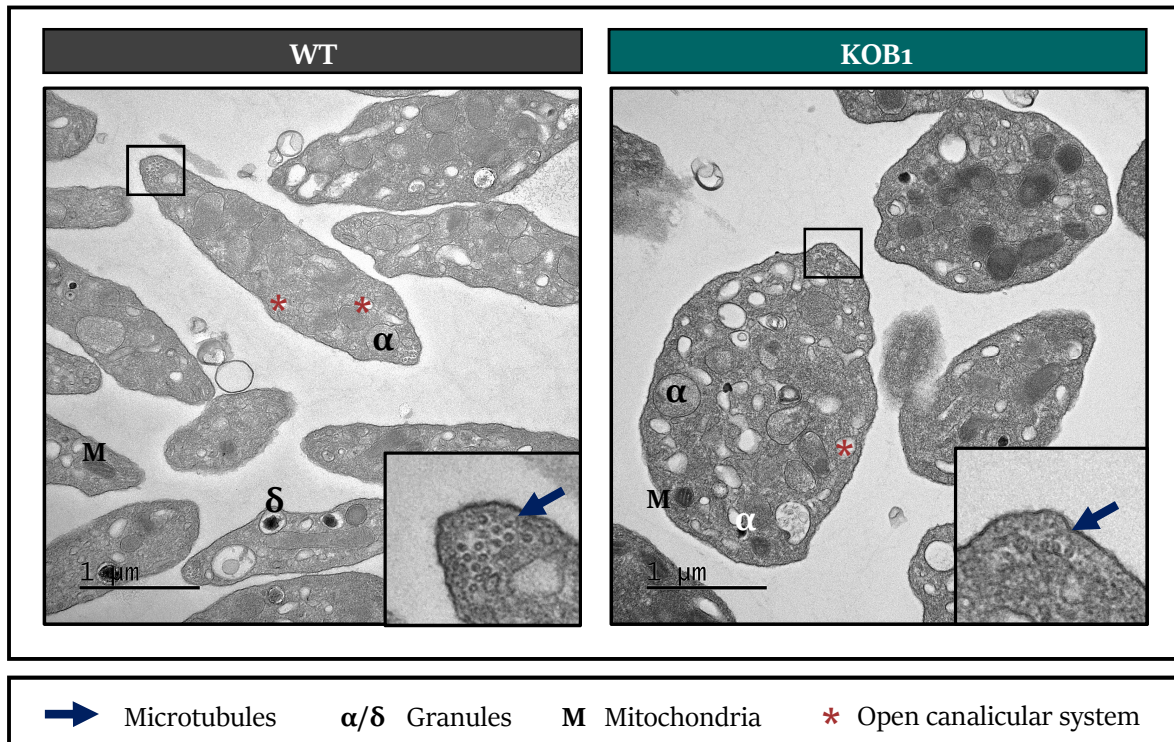 WT
KOB1
*
*
α
α
*
M
δ
M
α
1 µm
1 µm
Microtubules α/δ Granules M Mitochondria * Open canalicular system